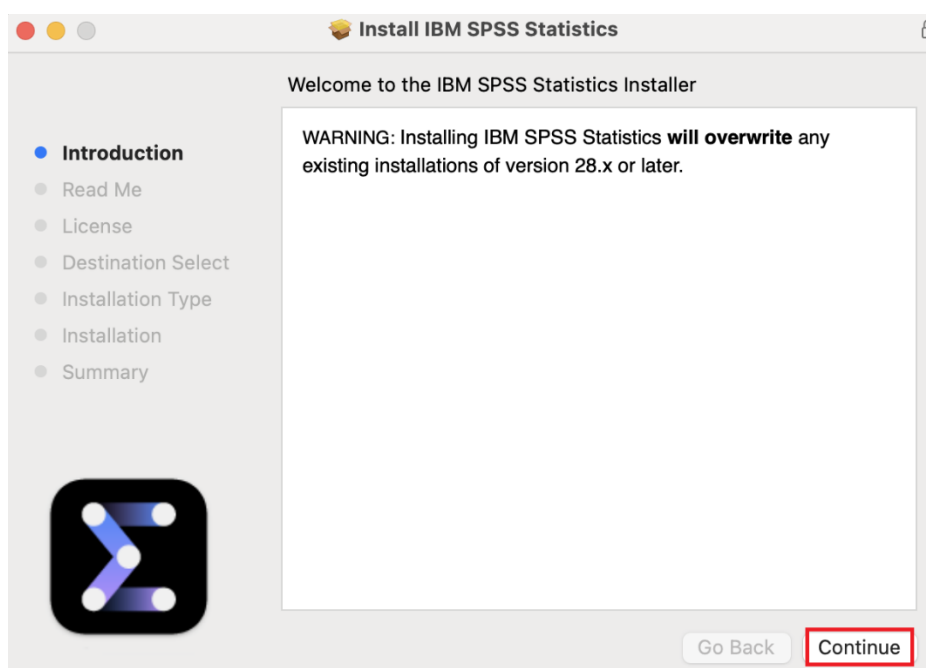 Install IBM SPSS Statistics
Welcome to the IBM SPSS Statistics Installer
Introduction
Read Me
License
Destination Select
Installation Type
Installation
Summary
WARNING: Installing IBM SPSS Statistics will overwrite any
existing installations of version 28.x or later.
Go Back
Continue